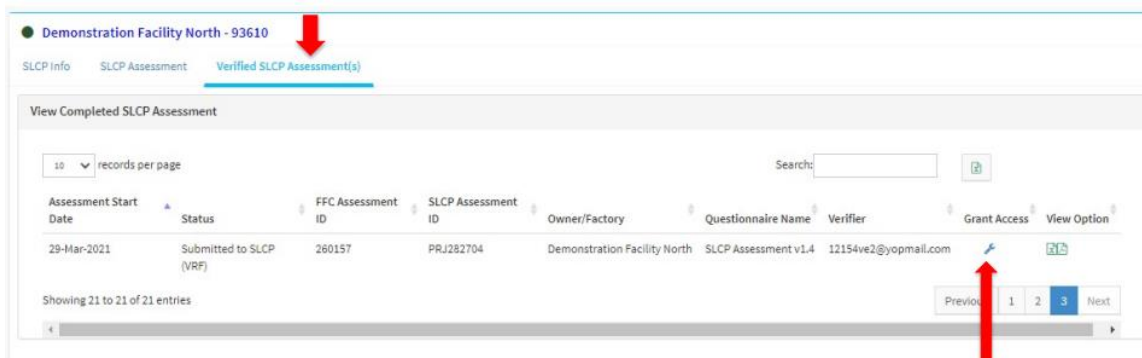 Demonstration Facility North - 93610
SLCP Info SLCP Assessment Verified SLCP Assessment(s)
View Completed SLCP Assessment
10 records per page Search:
Assessment Start Date Status FFC Assessment ID SLCP Assessment ID Owner/Factory Questionnaire Name Verifier Grant Access View Option
29-Mar-2021 Submitted to SLCP (VRF) 260157 PRJ282704 Demonstration Facility North SLCP Assessment v1.4 12154ve2@yopmail.com
Showing 21 to 21 of 21 entries
Previous 1 2 3 Next